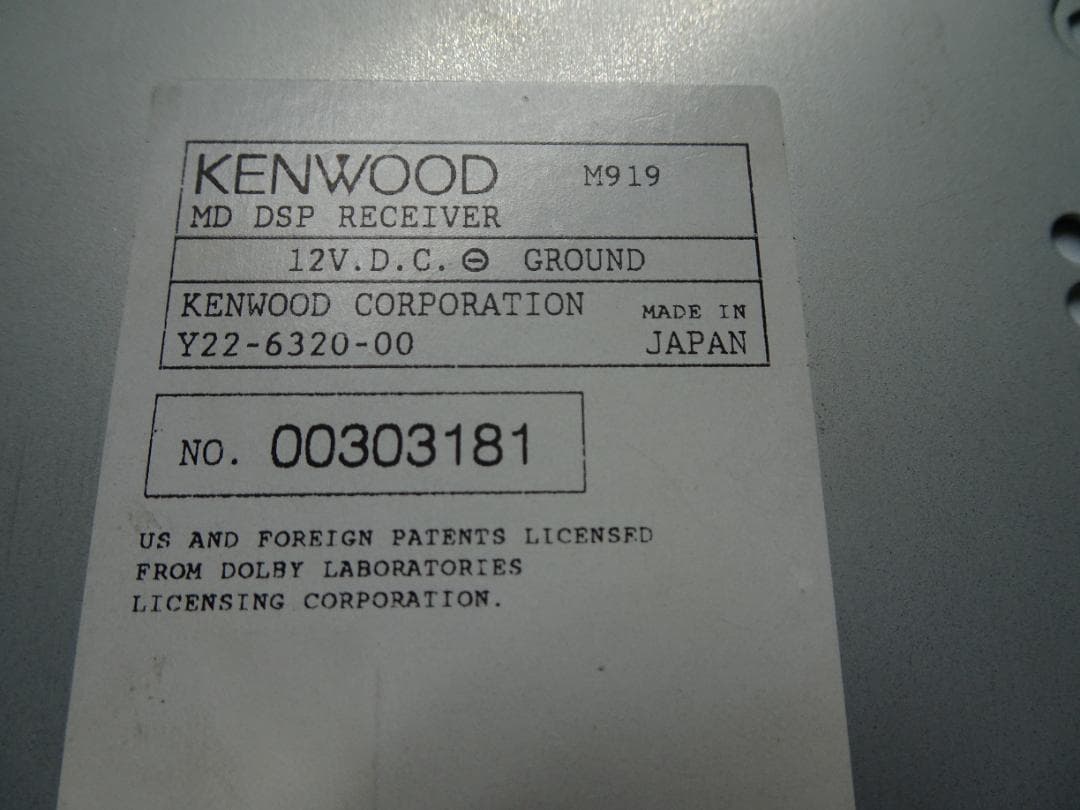 KENWOOD M919
MD DSP RECEIVER
12V.D.C. ⊖ GROUND
KENWOOD CORPORATION MADE IN
Y22-6320-00 JAPAN
NO. 00303181
US AND FOREIGN PATENTS LICENSED
FROM DOLBY LABORATORIES
LICENSING CORPORATION.